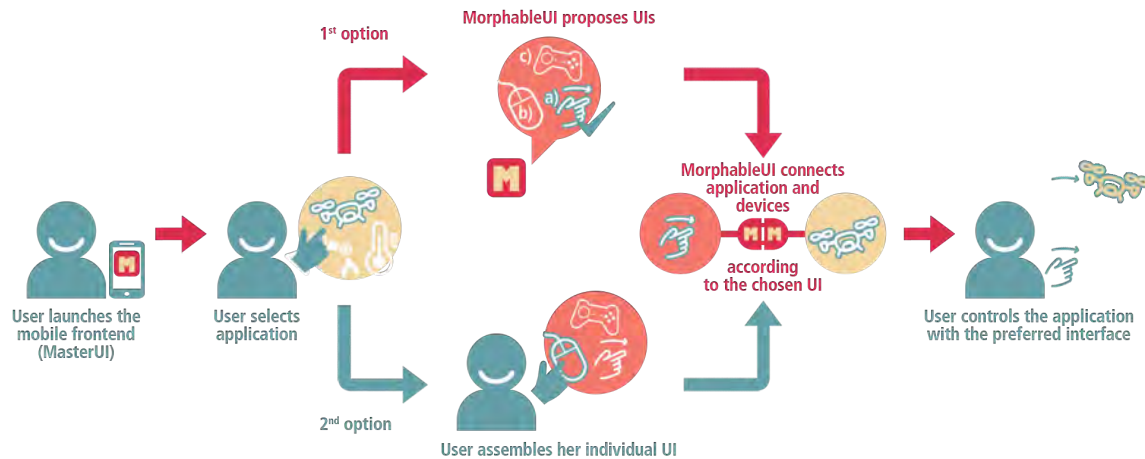 MorphableUI proposes UIs
1st option
c)
a)
b)
M
MorphableUI connects
application and
devices
M
M M
according
to the chosen UI
User launches the
mobile frontend
(MasterUI)
User selects
application
User controls the application
with the preferred interface
2nd option
User assembles her individual UI